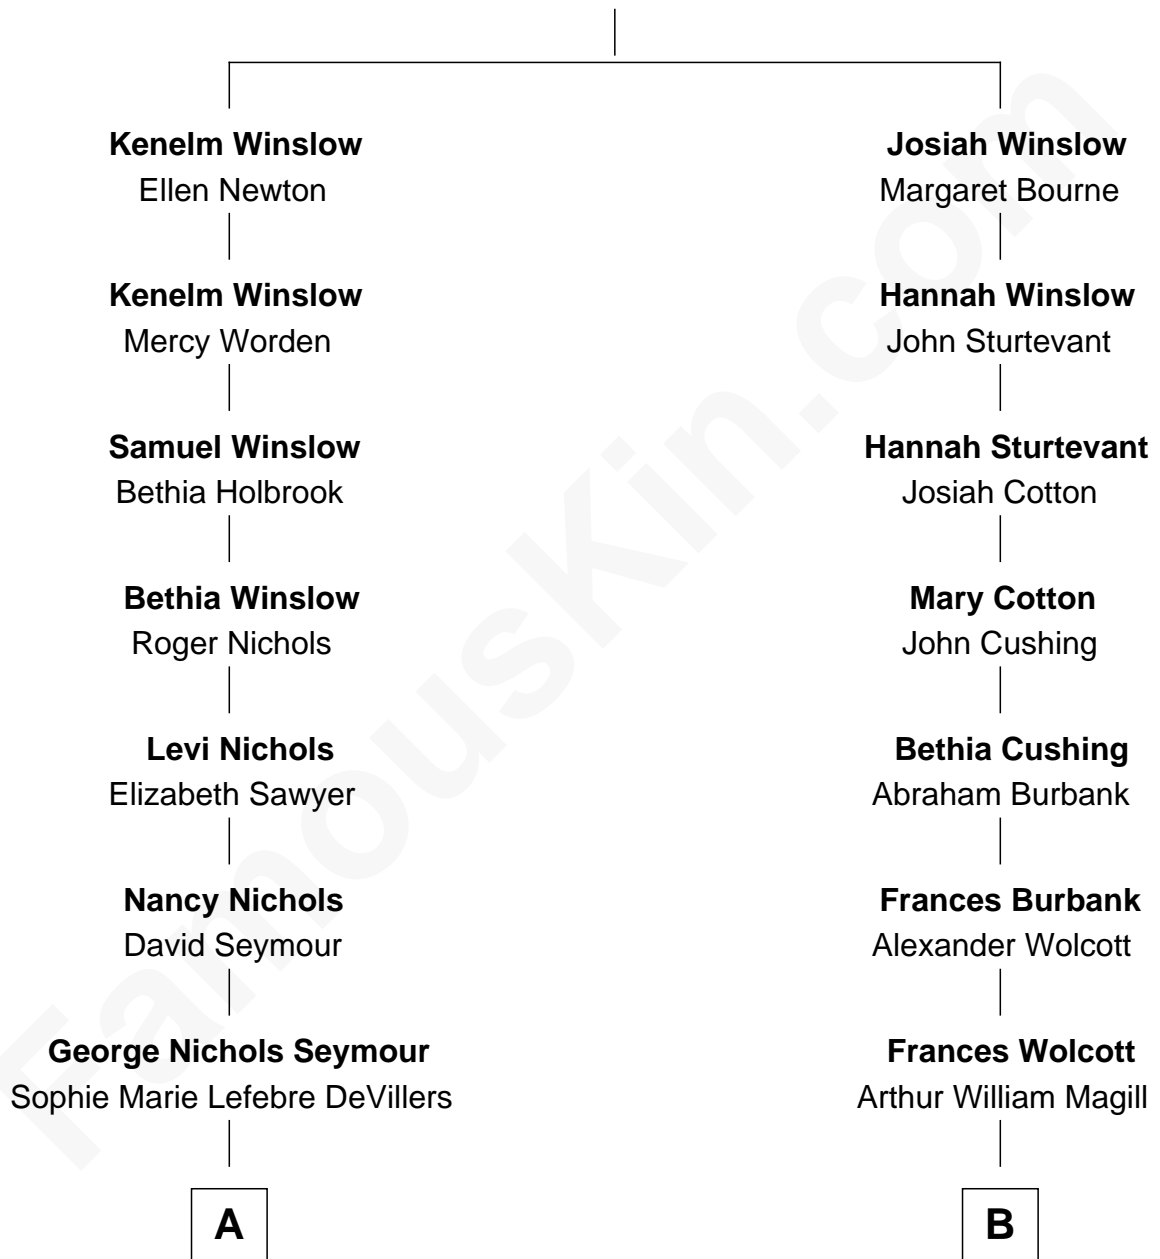 Kenelm Winslow
Ellen Newton
Kenelm Winslow
Mercy Worden
Samuel Winslow
Bethia Holbrook
Bethia Winslow
Roger Nichols
Levi Nichols
Elizabeth Sawyer
Nancy Nichols
David Seymour
George Nichols Seymour
Sophie Marie Lefebre DeVillers
A
Josiah Winslow
Margaret Bourne
Hannah Winslow
John Sturtevant
Hannah Sturtevant
Josiah Cotton
Mary Cotton
John Cushing
Bethia Cushing
Abraham Burbank
Frances Burbank
Alexander Wolcott
Frances Wolcott
Arthur William Magill
B
FamousKin.com